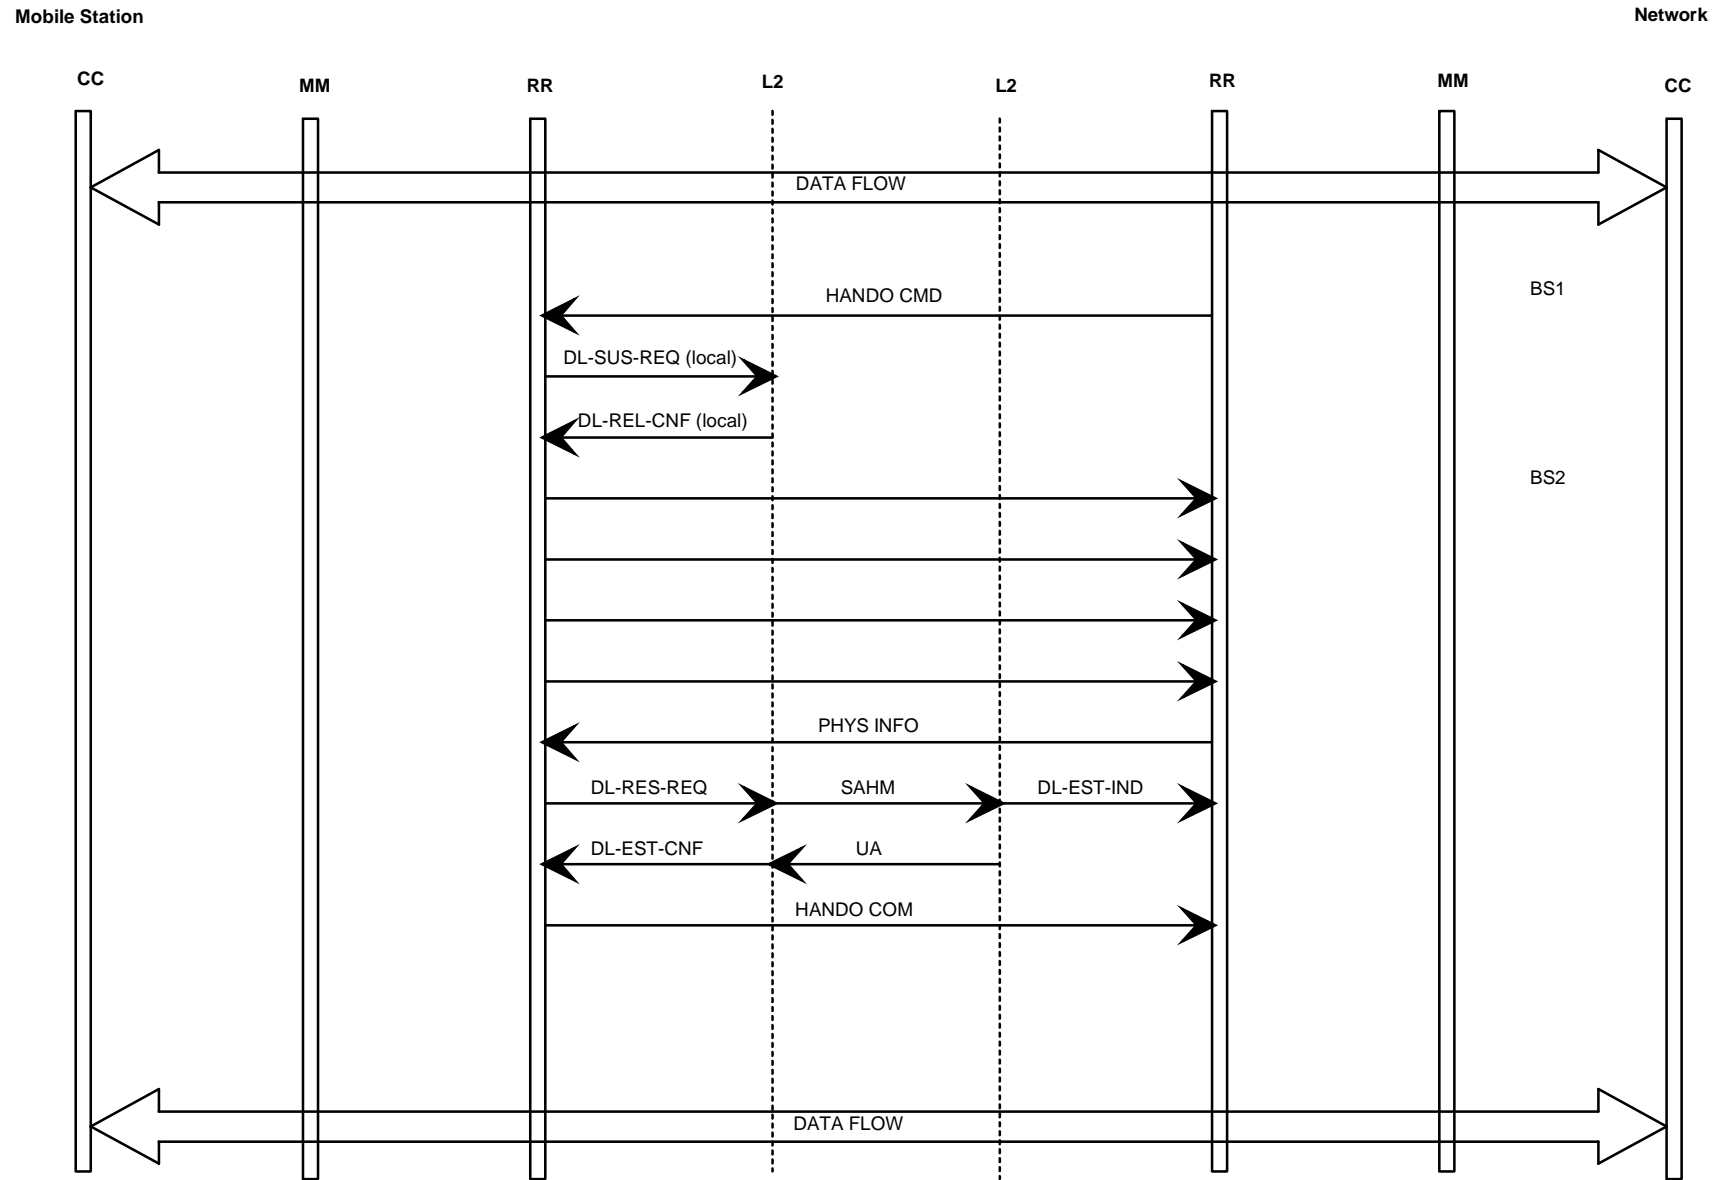 Mobile Station
Network
CC
MM
RR
L2
L2
RR
MM
CC
DATA FLOW
BS1
HANDO CMD
DL-SUS-REQ (local)
DL-REL-CNF (local)
BS2
PHYS INFO
DL-RES-REQ
SAHM
DL-EST-IND
DL-EST-CNF
UA
HANDO COM
DATA FLOW